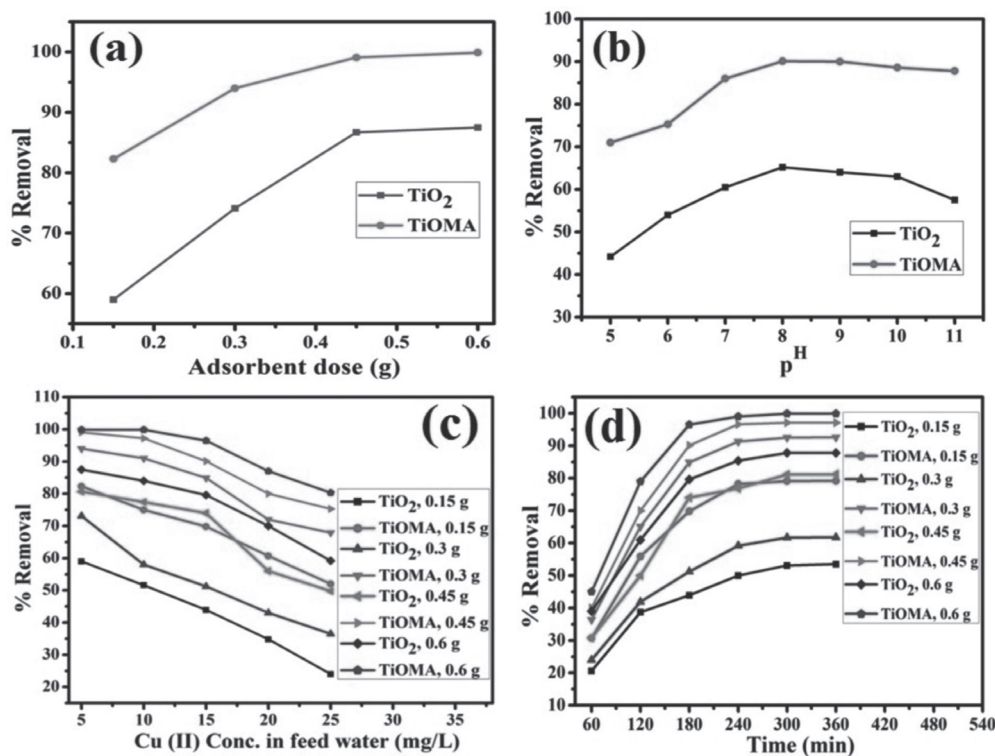 (a)
% Removal
100
90
80
70
60
TiO2
TiOMA
0.1 0.2 0.3 0.4 0.5 0.6
Adsorbent dose (g)
(b)
% Removal
110
100
90
80
70
60
50
40
30
TiO2
TiOMA
5 6 7 8 9 10 11
pH
(c)
% Removal
110
100
90
80
70
60
50
40
30
20
TiO2, 0.15 g
TiOMA, 0.15 g
TiO2, 0.3 g
TiOMA, 0.3 g
TiO2, 0.45 g
TiOMA, 0.45 g
TiO2, 0.6 g
TiOMA, 0.6 g
5 10 15 20 25 30 35
Cu (II) Conc. in feed water (mg/L)
(d)
% Removal
100
90
80
70
60
50
40
30
20
10
TiO2, 0.15 g
TiOMA, 0.15 g
TiO2, 0.3 g
TiOMA, 0.3 g
TiO2, 0.45 g
TiOMA, 0.45 g
TiO2, 0.6 g
TiOMA, 0.6 g
60 120 180 240 300 360 420 480 540
Time (min)